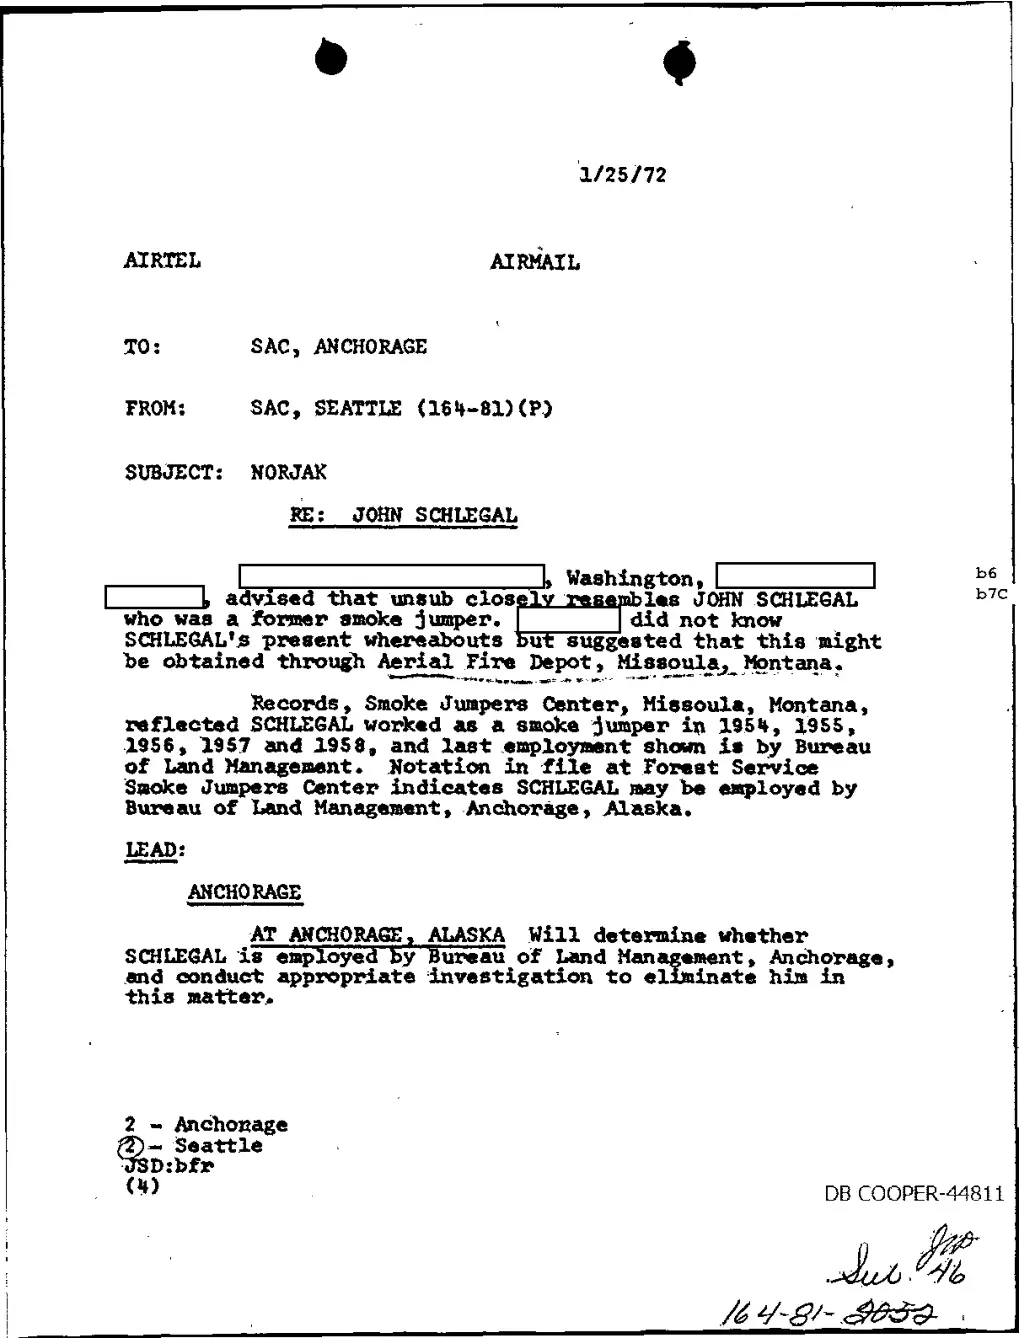 1/25/72
AIRTEL AIRMAIL
TO: SAC, ANCHORAGE
FROM: SAC, SEATTLE (164-81)(P)
SUBJECT: NORJAK
RE: JOHN SCHLEGAL
, Washington,
b6
, advised that unsub closely resembles JOHN SCHLEGAL
b7C
who was a former smoke jumper. did not know
SCHLEGAL's present whereabouts but suggested that this might
be obtained through Aerial Fire Depot, Missoula, Montana.
Records, Smoke Jumpers Center, Missoula, Montana,
reflected SCHLEGAL worked as a smoke jumper in 1954, 1955,
1956, 1957 and 1958, and last employment shown is by Bureau
of Land Management. Notation in file at Forest Service
Smoke Jumpers Center indicates SCHLEGAL may be employed by
Bureau of Land Management, Anchorage, Alaska.
LEAD:
ANCHORAGE
AT ANCHORAGE, ALASKA Will determine whether
SCHLEGAL is employed by Bureau of Land Management, Anchorage,
and conduct appropriate investigation to eliminate him in
this matter.
2 - Anchorage
2 - Seattle
JSD:bfr
(4)
DB COOPER-44811
Sub. 46
164-81-2052